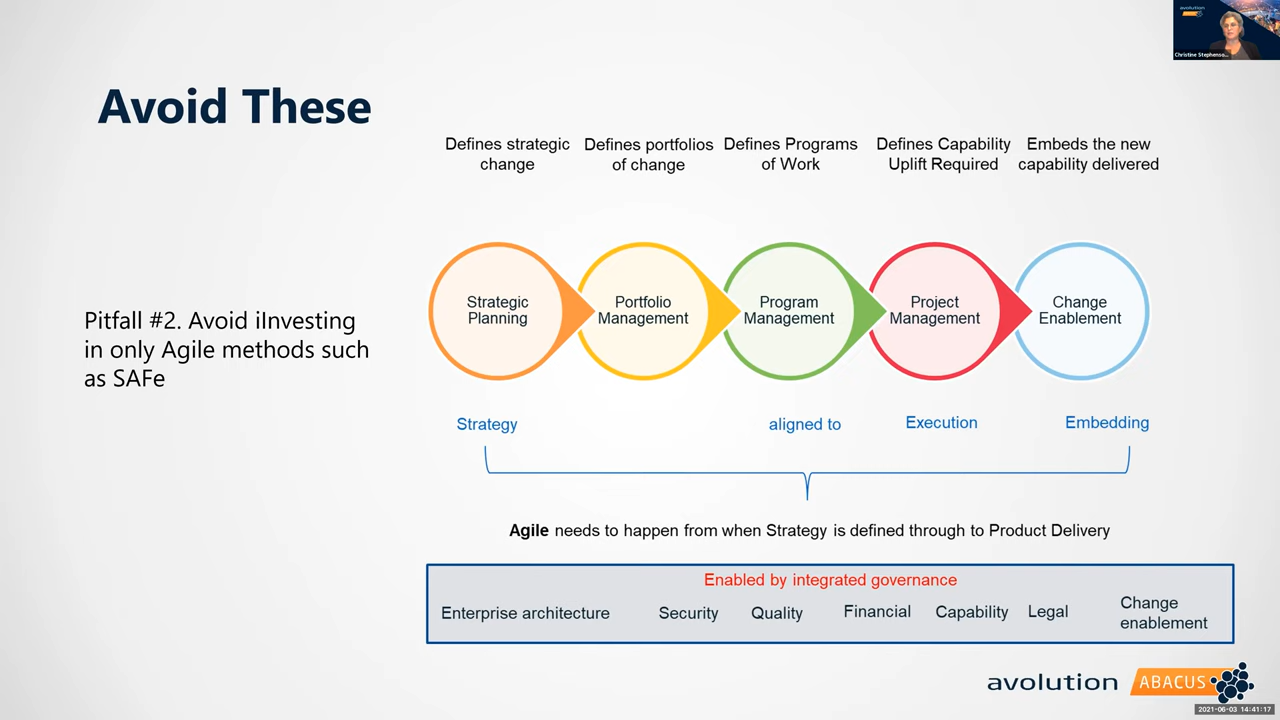 avolution
ABACUS
Christine Stephenso...
Avoid These
Defines strategic
change
Defines portfolios
of change
Defines Programs
of Work
Defines Capability
Uplift Required
Embeds the new
capability delivered
Pitfall #2. Avoid iInvesting
in only Agile methods such
as SAFe
Strategic
Planning
Portfolio
Management
Program
Management
Project
Management
Change
Enablement
Strategy
aligned to
Execution
Embedding
Agile needs to happen from when Strategy is defined through to Product Delivery
Enabled by integrated governance
Enterprise architecture
Security
Quality
Financial
Capability
Legal
Change
enablement
avolution
ABACUS
2021-06-03 14:41:17